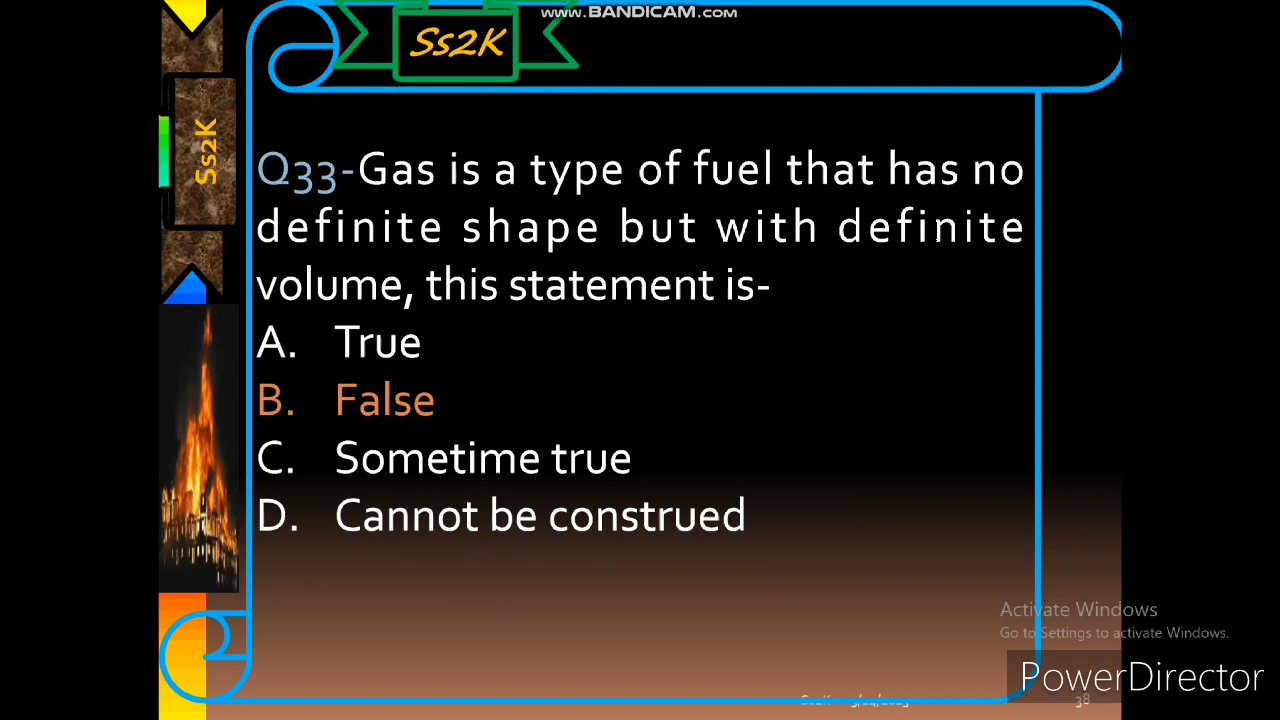 www.BANDICAM.com
Ss2K
Ss2K
Q33-Gas is a type of fuel that has no
definite shape but with definite
volume, this statement is-
A. True
B. False
C. Sometime true
D. Cannot be construed
Activate Windows
Go to Settings to activate Windows.
PowerDirector
Ss2K
38